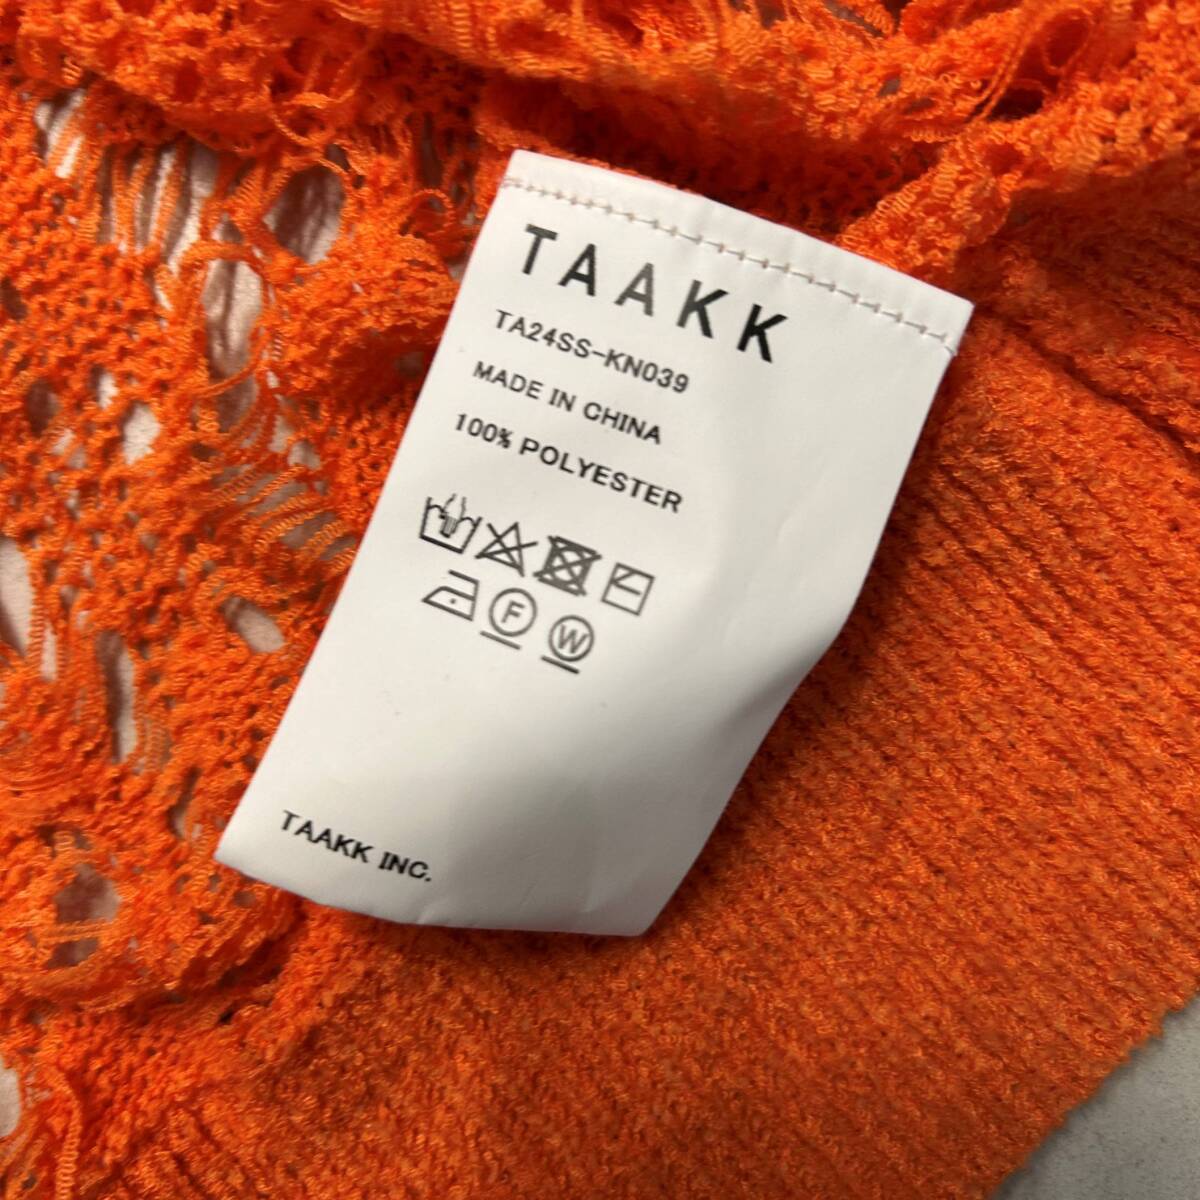 TAAKK
TA24SS-KN039
MADE IN CHINA
100% POLYESTER
F W
TAAKK INC.